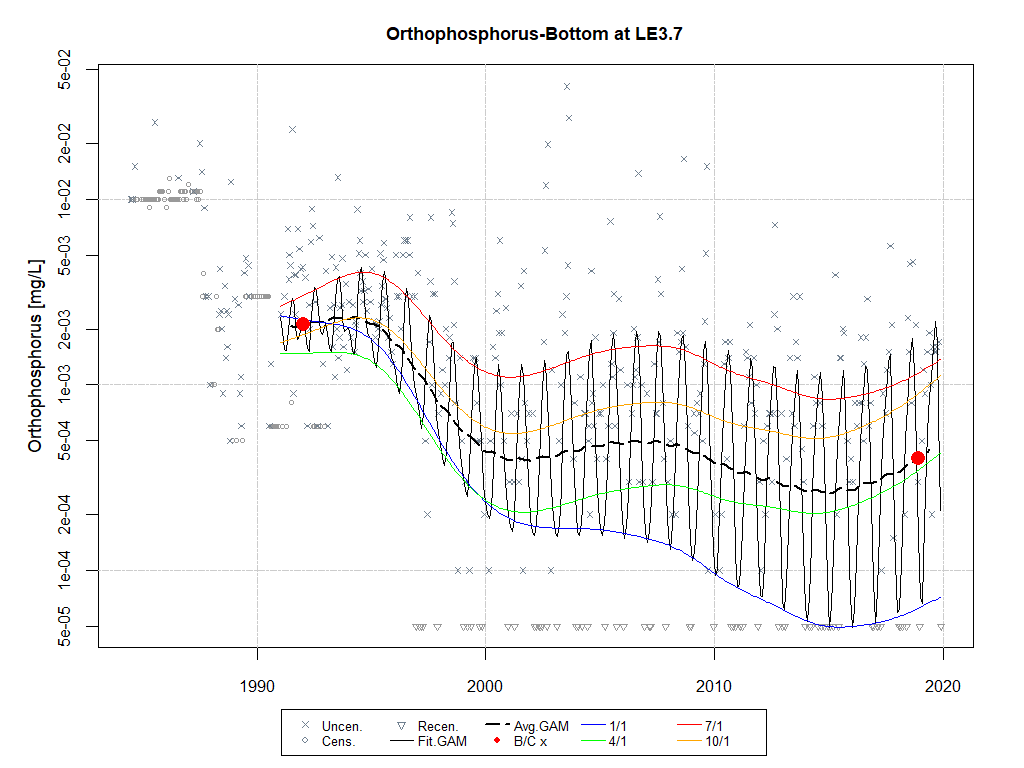 Orthophosphorus-Bottom at LE3.7
Orthophosphorus [mg/L]
5e-02
2e-02
1e-02
5e-03
2e-03
1e-03
5e-04
2e-04
1e-04
5e-05
1990 2000 2010 2020
Uncen. Recen. Avg.GAM 1/1 7/1
Cens. Fit.GAM B/C x 4/1 10/1